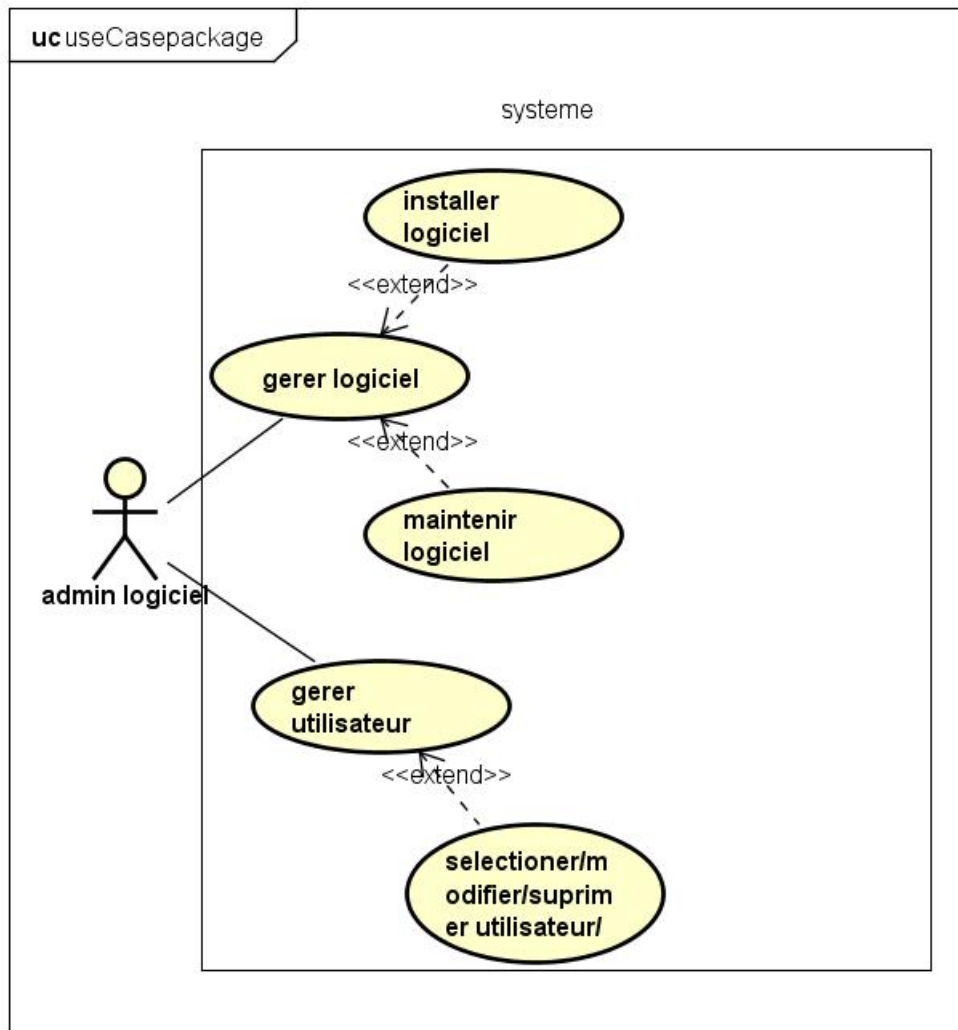 uc useCasepackage
systeme
installer
logiciel
<<extend>>
gerer logiciel
<<extend>>
maintenir
logiciel
admin logiciel
gerer
utilisateur
<<extend>>
selectioner/m
odifier/suprim
er utilisateur/